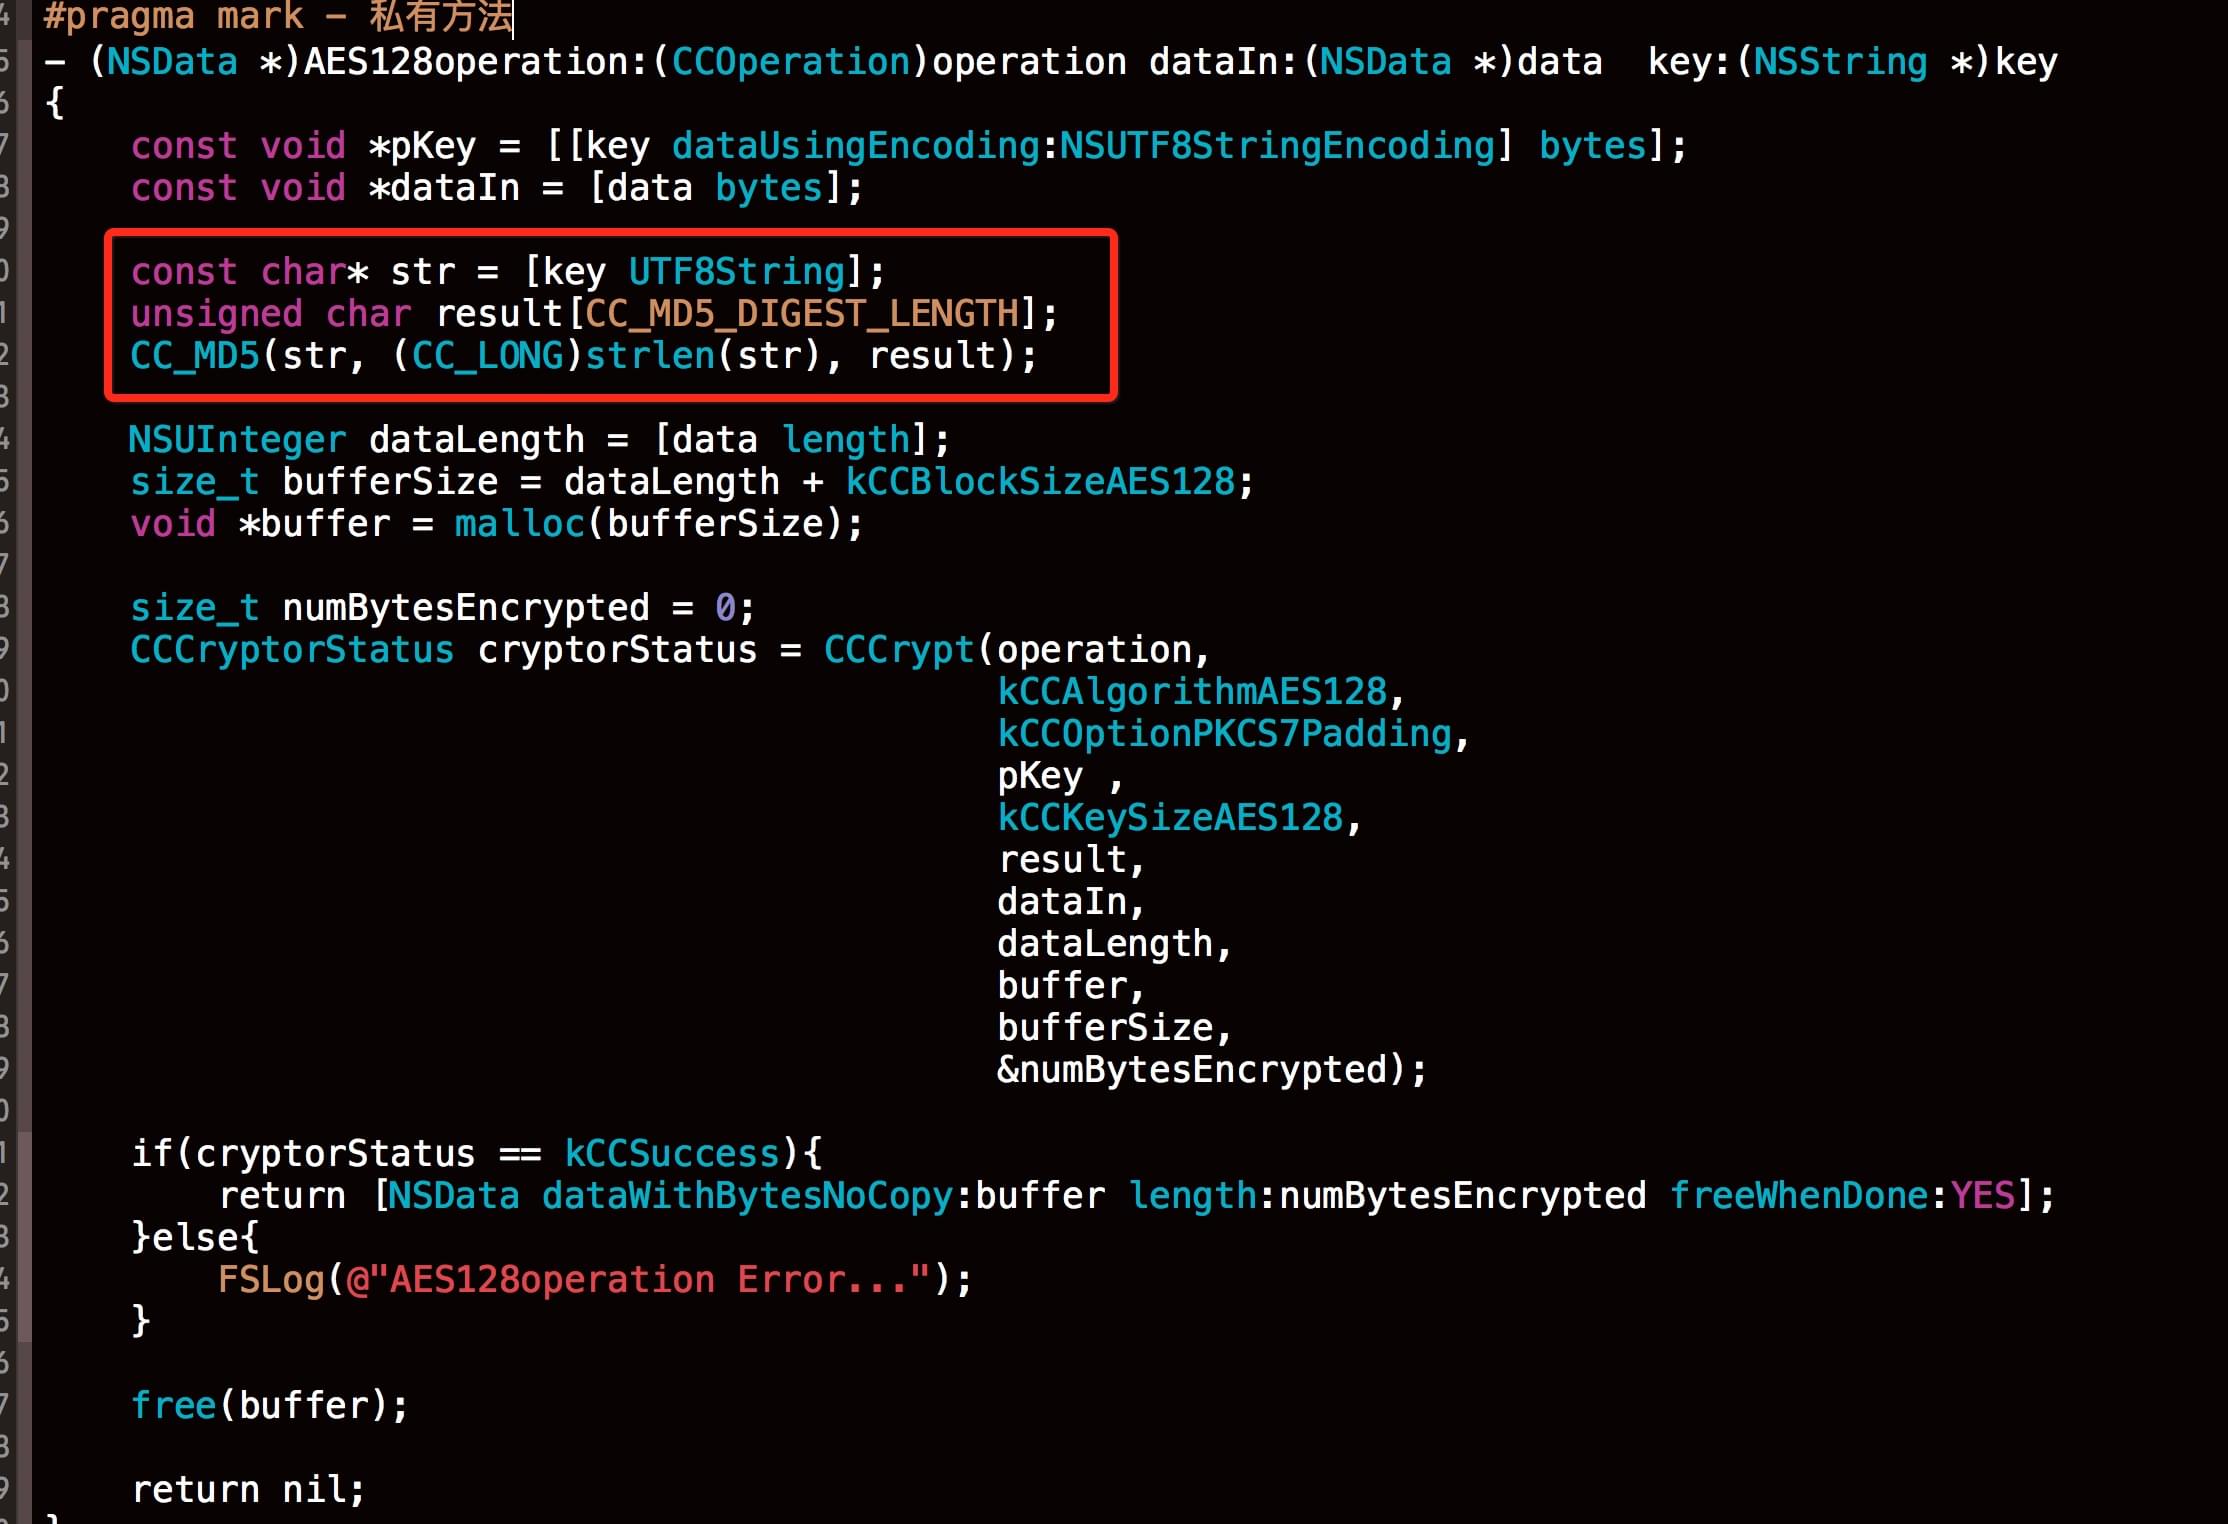 #pragma mark - 私有方法
- (NSData *)AES128operation:(CCOperation)operation dataIn:(NSData *)data  key:(NSString *)key
{
    const void *pKey = [[key dataUsingEncoding:NSUTF8StringEncoding] bytes];
    const void *dataIn = [data bytes];
    const char* str = [key UTF8String];
    unsigned char result[CC_MD5_DIGEST_LENGTH];
    CC_MD5(str, (CC_LONG)strlen(str), result);
    NSUInteger dataLength = [data length];
    size_t bufferSize = dataLength + kCCBlockSizeAES128;
    void *buffer = malloc(bufferSize);
    size_t numBytesEncrypted = 0;
    CCCryptorStatus cryptorStatus = CCCrypt(operation,
                                            kCCAlgorithmAES128,
                                            kCCOptionPKCS7Padding,
                                            pKey ,
                                            kCCKeySizeAES128,
                                            result,
                                            dataIn,
                                            dataLength,
                                            buffer,
                                            bufferSize,
                                            &numBytesEncrypted);
    if(cryptorStatus == kCCSuccess){
        return [NSData dataWithBytesNoCopy:buffer length:numBytesEncrypted freeWhenDone:YES];
    }else{
        FSLog(@"AES128operation Error...");
    }
    free(buffer);
    return nil;
}